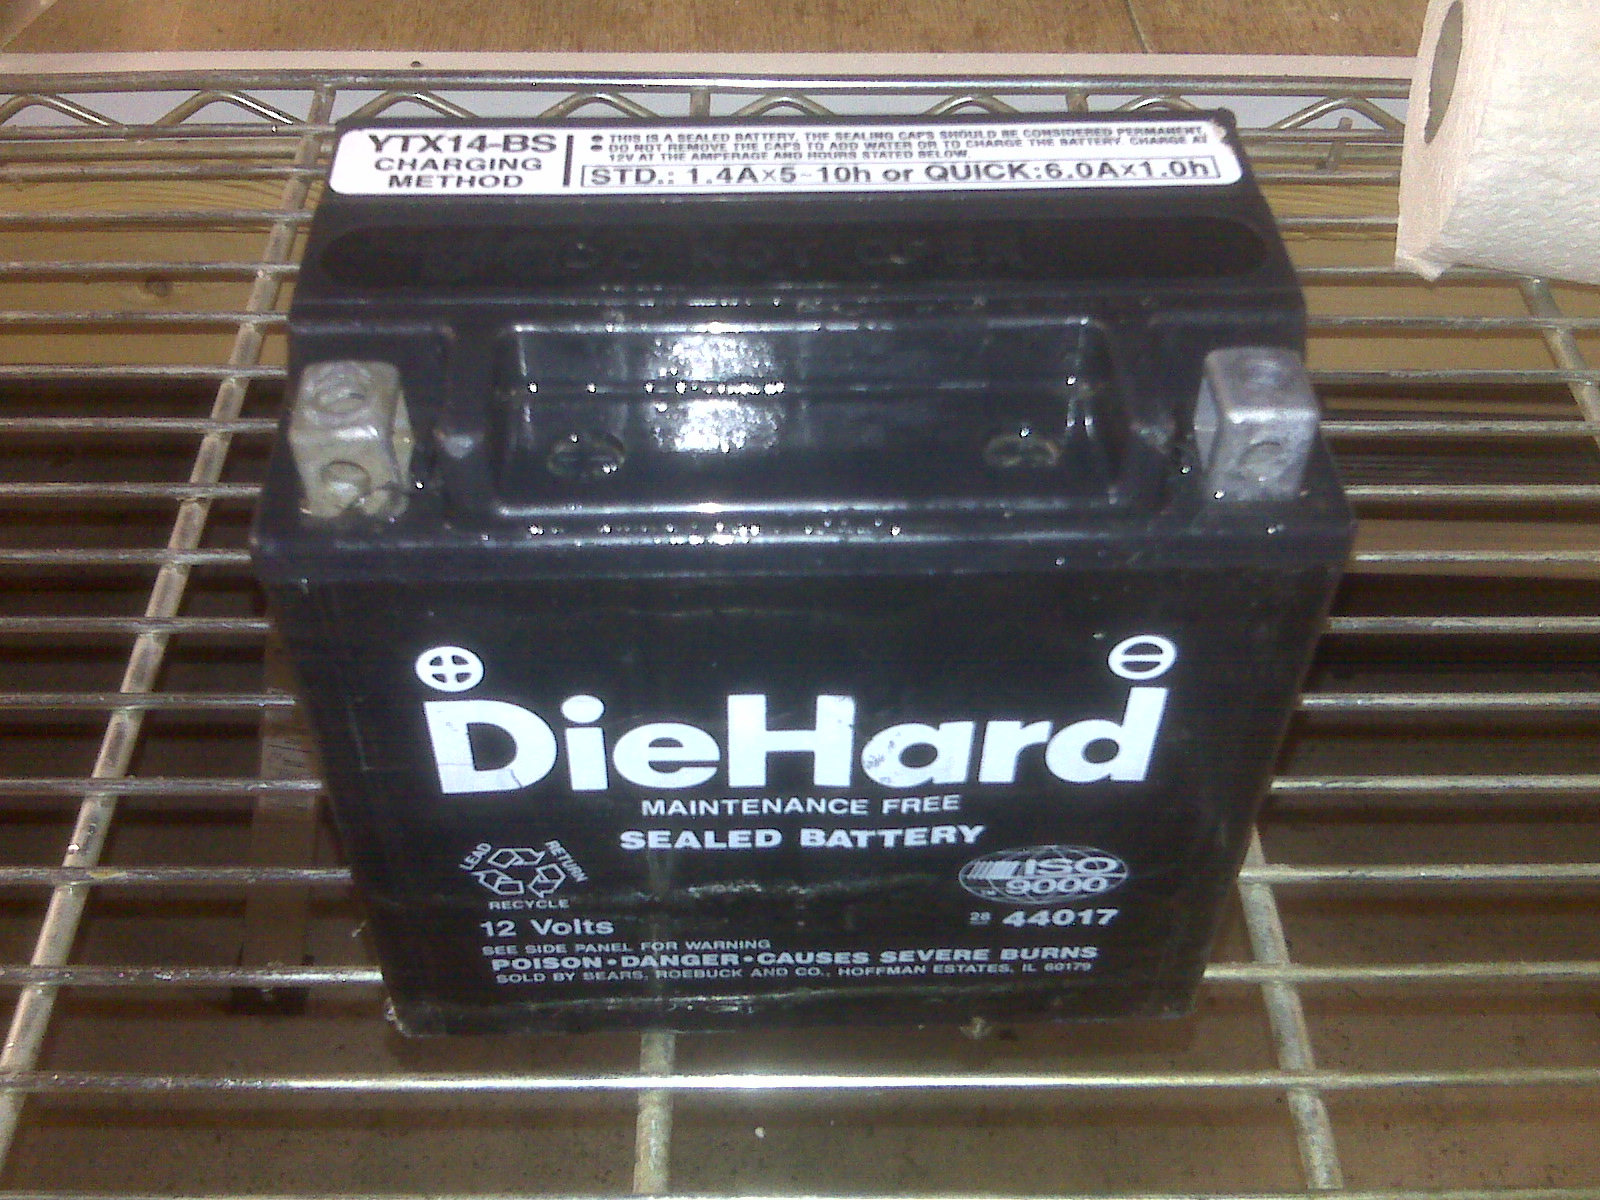 YTX14-BS
CHARGING
METHOD
• THIS IS A SEALED BATTERY, THE SEALING CAPS SHOULD BE CONSIDERED PERMANENT.
• DO NOT REMOVE THE CAPS TO ADD WATER OR TO CHARGE THE BATTERY. CHARGE AT
12V AT THE AMPERAGE AND HOURS STATED BELOW.
STD.: 1.4A×5~10h or QUICK:6.0A×1.0h
DO NOT OPEN
DieHard
MAINTENANCE FREE
SEALED BATTERY
LEAD
RETURN
RECYCLE
ISO
9000
12 Volts
28 44017
SEE SIDE PANEL FOR WARNING
POISON•DANGER•CAUSES SEVERE BURNS
SOLD BY SEARS, ROEBUCK AND CO., HOFFMAN ESTATES, IL 60179